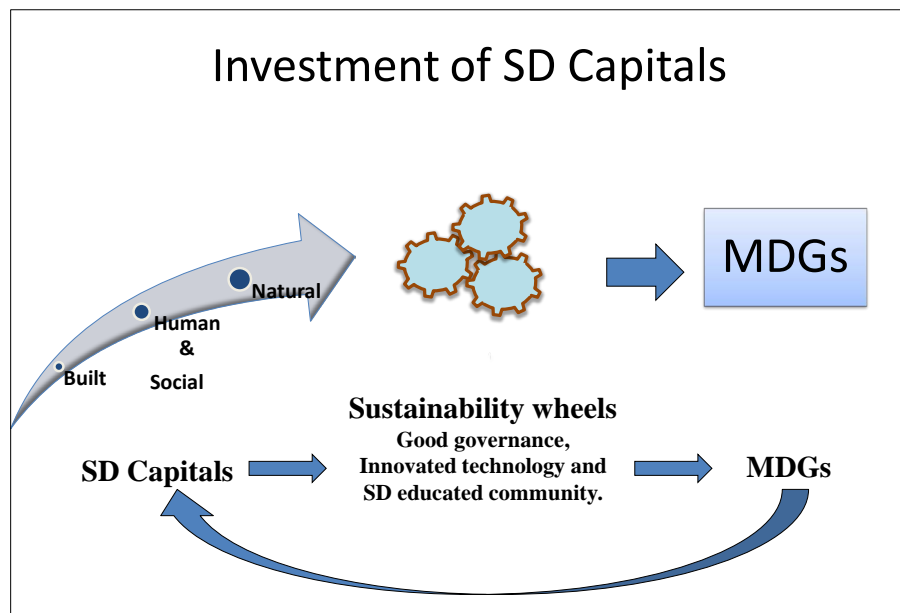 Investment of SD Capitals
MDGs
Natural
Human
&
Social
Built
Sustainability wheels
Good governance,
Innovated technology and
SD educated community.
SD Capitals
MDGs